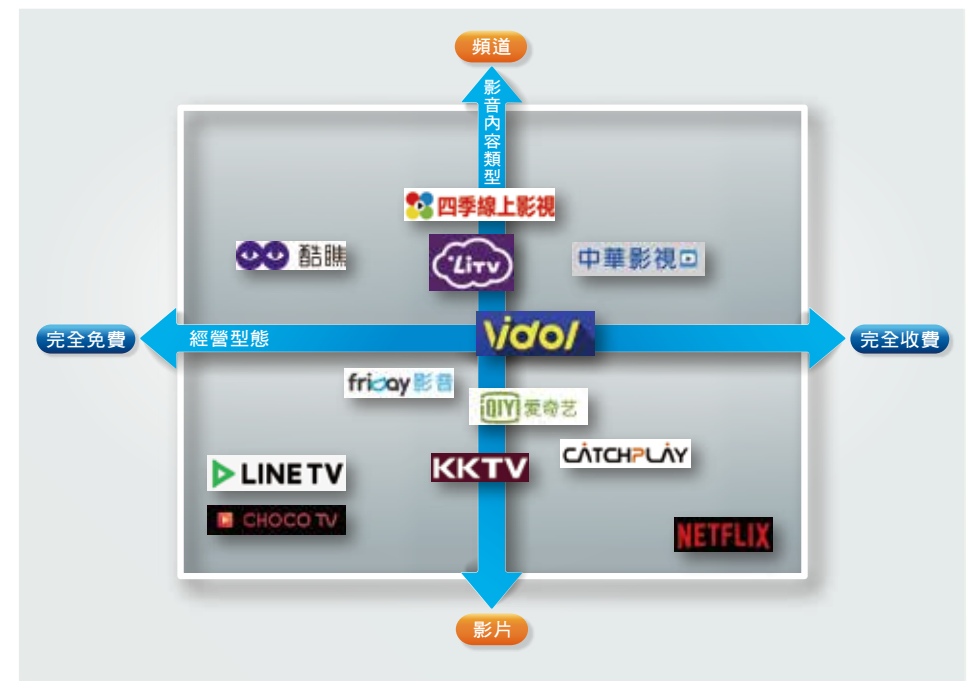 頻道
影音內容類型
四季線上影視
酷瞧
LiTV
中華影視
完全免費
經營型態
Vidol
完全收費
friday影音
iQIYI 爱奇艺
CATCHPLAY
LINE TV
KKTV
CHOCO TV
NETFLIX
影片